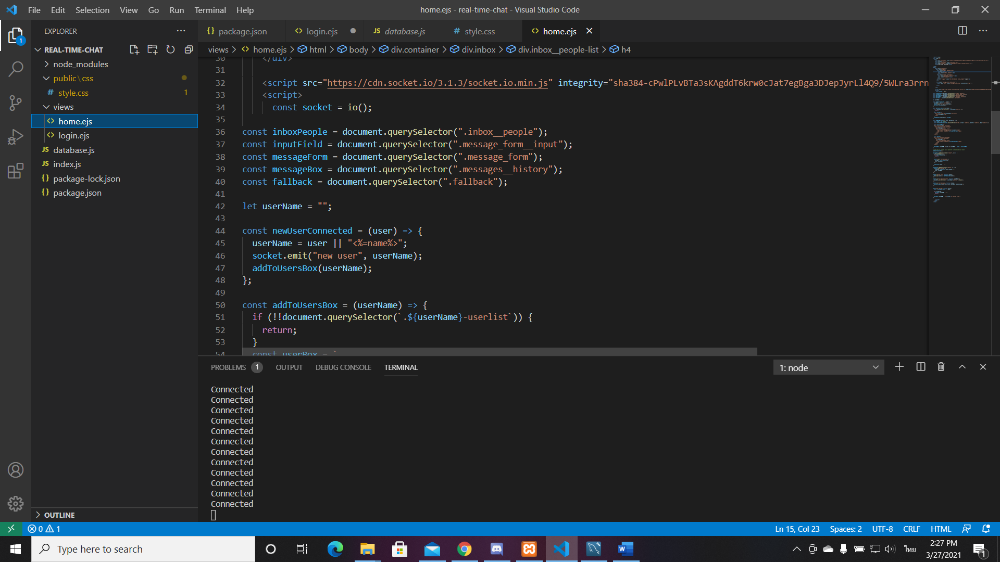 File Edit Selection View Go Run Terminal Help
home.ejs - real-time-chat - Visual Studio Code
EXPLORER
package.json
login.ejs
JS database.js
# style.css
home.ejs
1
REAL-TIME-CHAT
views > home.ejs > html > body > div.container > div.inbox > div.inbox__people-list > h4
node_modules
public\css
# style.css 1
views
home.ejs
login.ejs
JS database.js
JS index.js
{} package-lock.json
{} package.json
30 </div>
31
32 <script src="https://cdn.socket.io/3.1.3/socket.io.min.js" integrity="sha384-cPwlPLvBTa3sKAgddT6krw0cJat7egBga3DJepJyrLl4Q9/5WLra3rrn
33 <script>
34 const socket = io();
35
36 const inboxPeople = document.querySelector(".inbox__people");
37 const inputField = document.querySelector(".message_form__input");
38 const messageForm = document.querySelector(".message_form");
39 const messageBox = document.querySelector(".messages__history");
40 const fallback = document.querySelector(".fallback");
41
42 let userName = "";
43
44 const newUserConnected = (user) => {
45 userName = user || "<%=name%>";
46 socket.emit("new user", userName);
47 addToUsersBox(userName);
48 };
49
50 const addToUsersBox = (userName) => {
51 if (!!document.querySelector(`.${userName}-userlist`)) {
52 return;
53 }
54 const userBox = `
PROBLEMS 1 OUTPUT DEBUG CONSOLE TERMINAL
1: node
Connected
Connected
Connected
Connected
Connected
Connected
Connected
Connected
Connected
Connected
Connected
Connected
OUTLINE
0 1
Ln 15, Col 23 Spaces: 2 UTF-8 CRLF HTML
Type here to search
ไทย
2:27 PM
3/27/2021
1